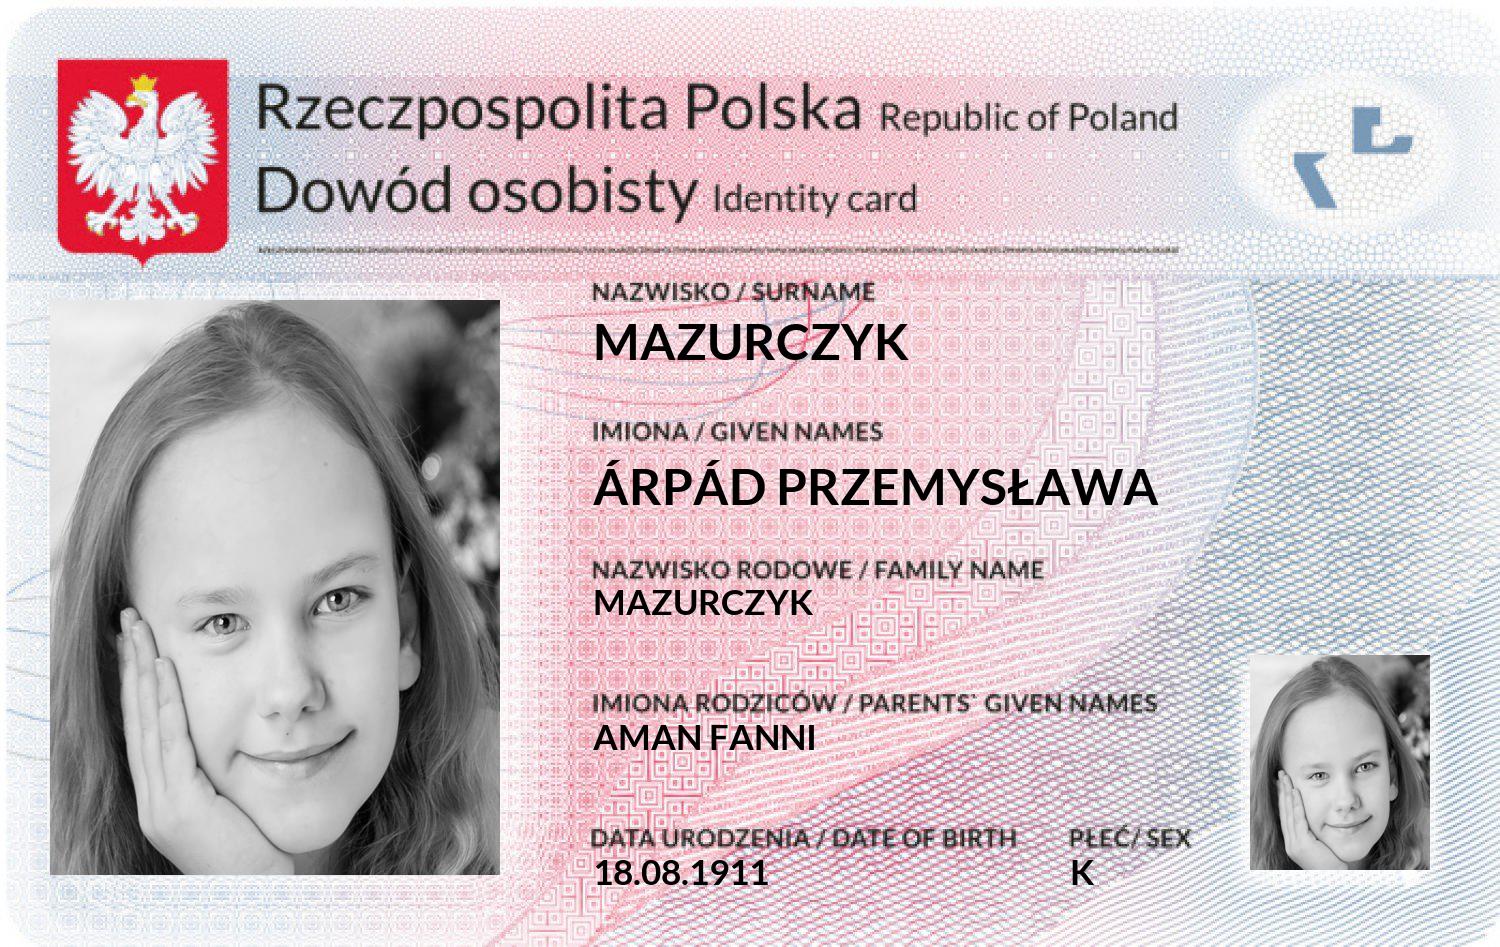 Rzeczpospolita Polska Republic of Poland
Dowód osobisty Identity card
NAZWISKO / SURNAME
MAZURCZYK
IMIONA / GIVEN NAMES
ÁRPÁD PRZEMYSŁAWA
NAZWISKO RODOWE / FAMILY NAME
MAZURCZYK
IMIONA RODZICÓW / PARENTS` GIVEN NAMES
AMAN FANNI
DATA URODZENIA / DATE OF BIRTH PŁEĆ/ SEX
18.08.1911 K